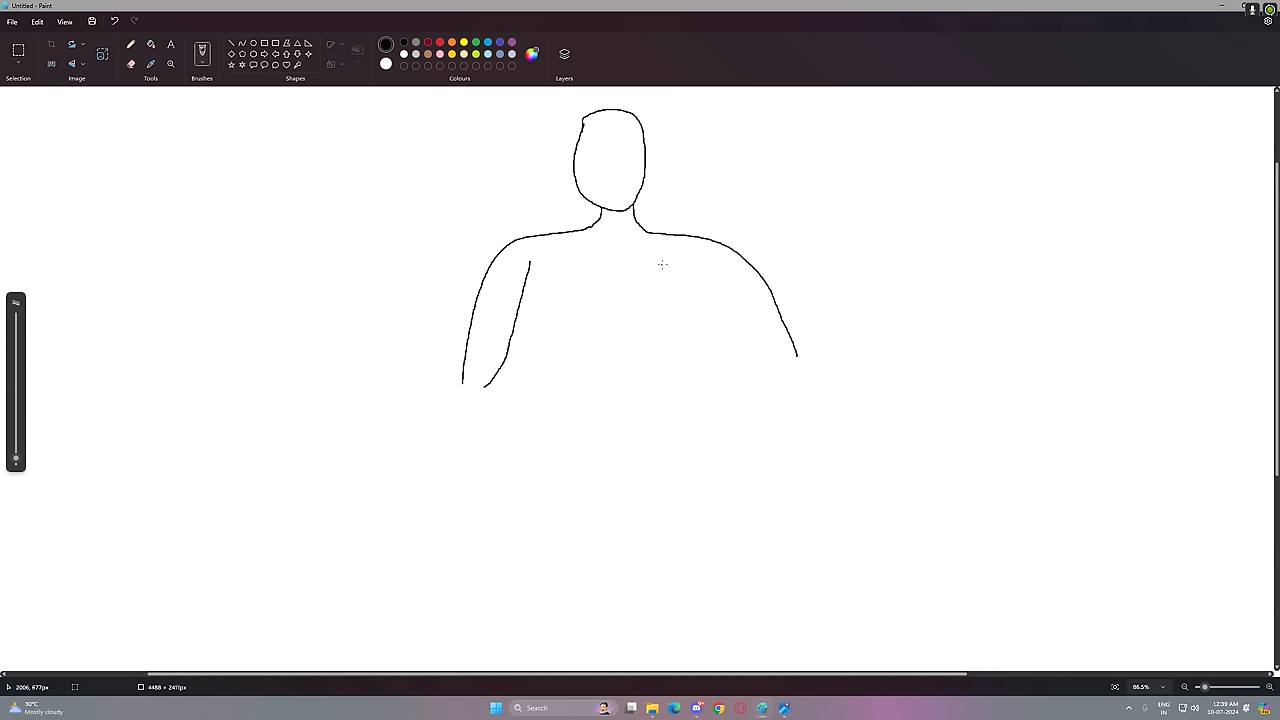 Untitled - Paint
File Edit View
Selection Image Tools Brushes Shapes Colours Layers
2006, 677px 4488 × 2411px 86.5%
30°C
Mostly cloudy
Search
ENG
IN
12:39 AM
10-07-2024